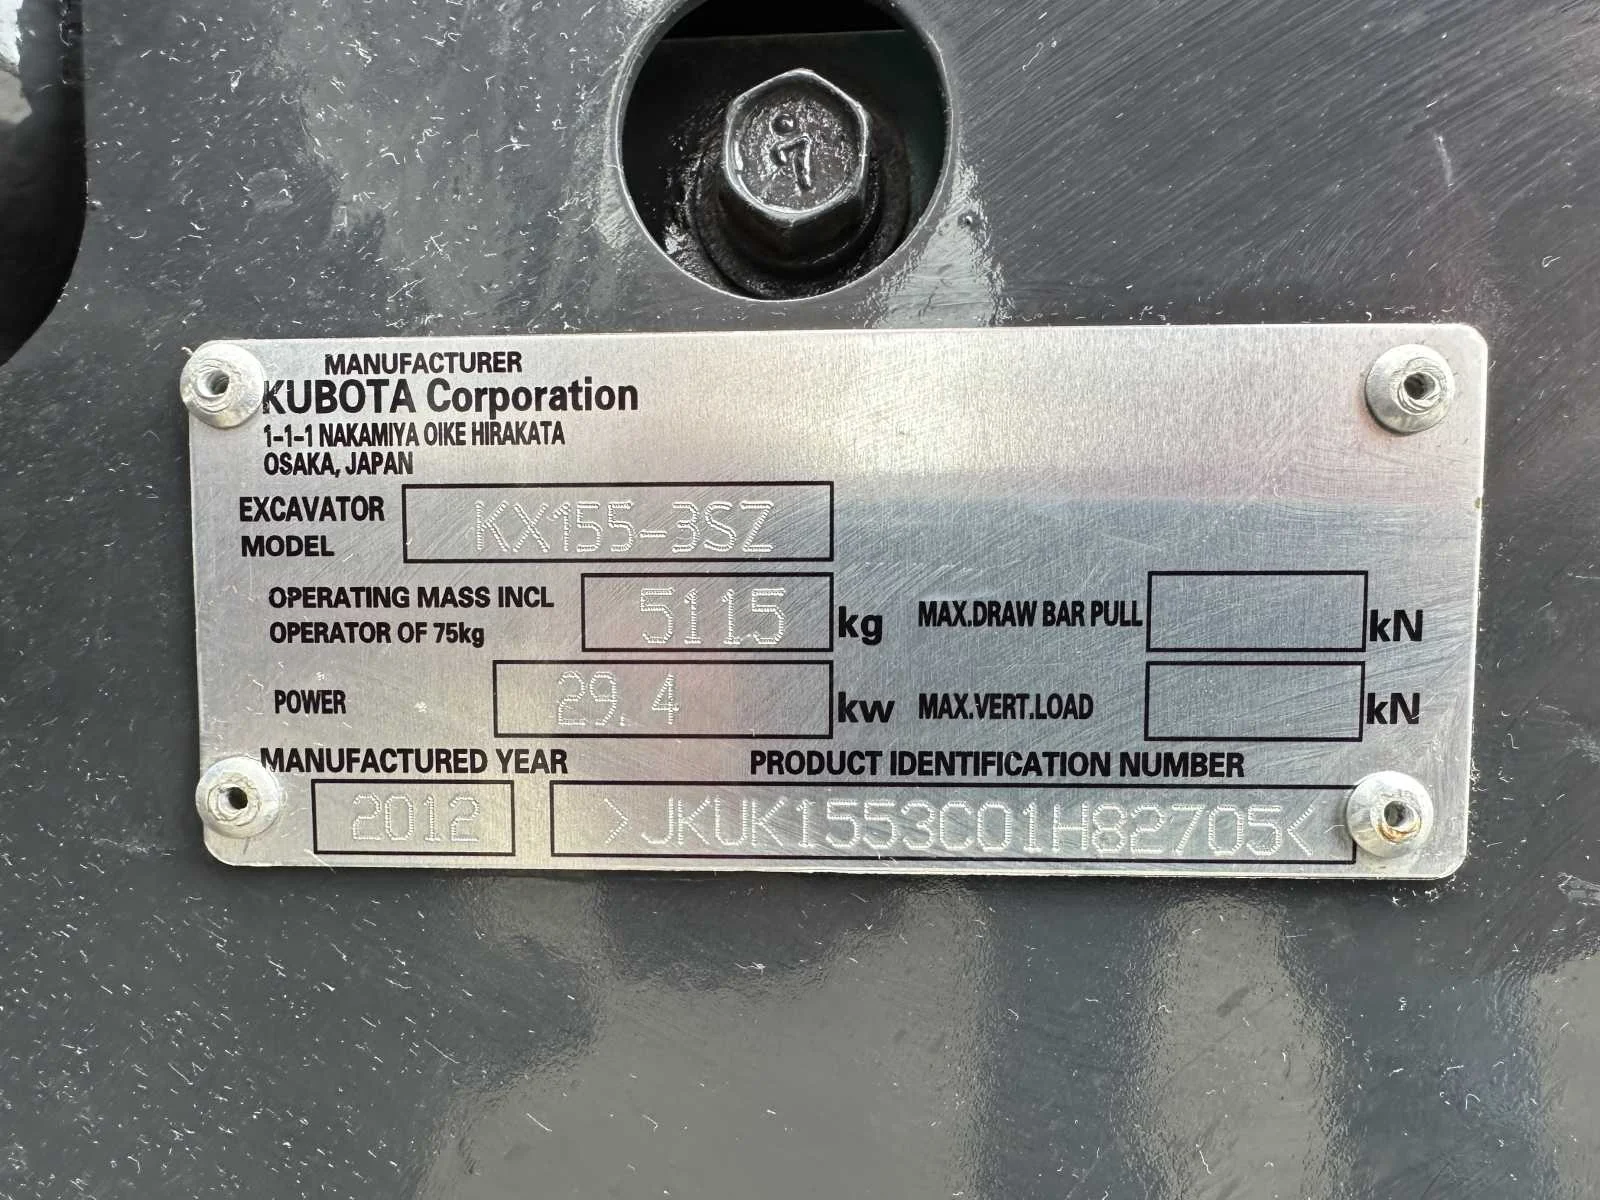 7
MANUFACTURER
KUBOTA Corporation
1-1-1 NAKAMIYA OIKE HIRAKATA
OSAKA, JAPAN
EXCAVATOR MODEL KX155-3SZ
OPERATING MASS INCL OPERATOR OF 75kg 5115 kg
MAX.DRAW BAR PULL kN
POWER 29.4 kw
MAX.VERT.LOAD kN
MANUFACTURED YEAR PRODUCT IDENTIFICATION NUMBER
2012 >JKUK1553C01H82705<